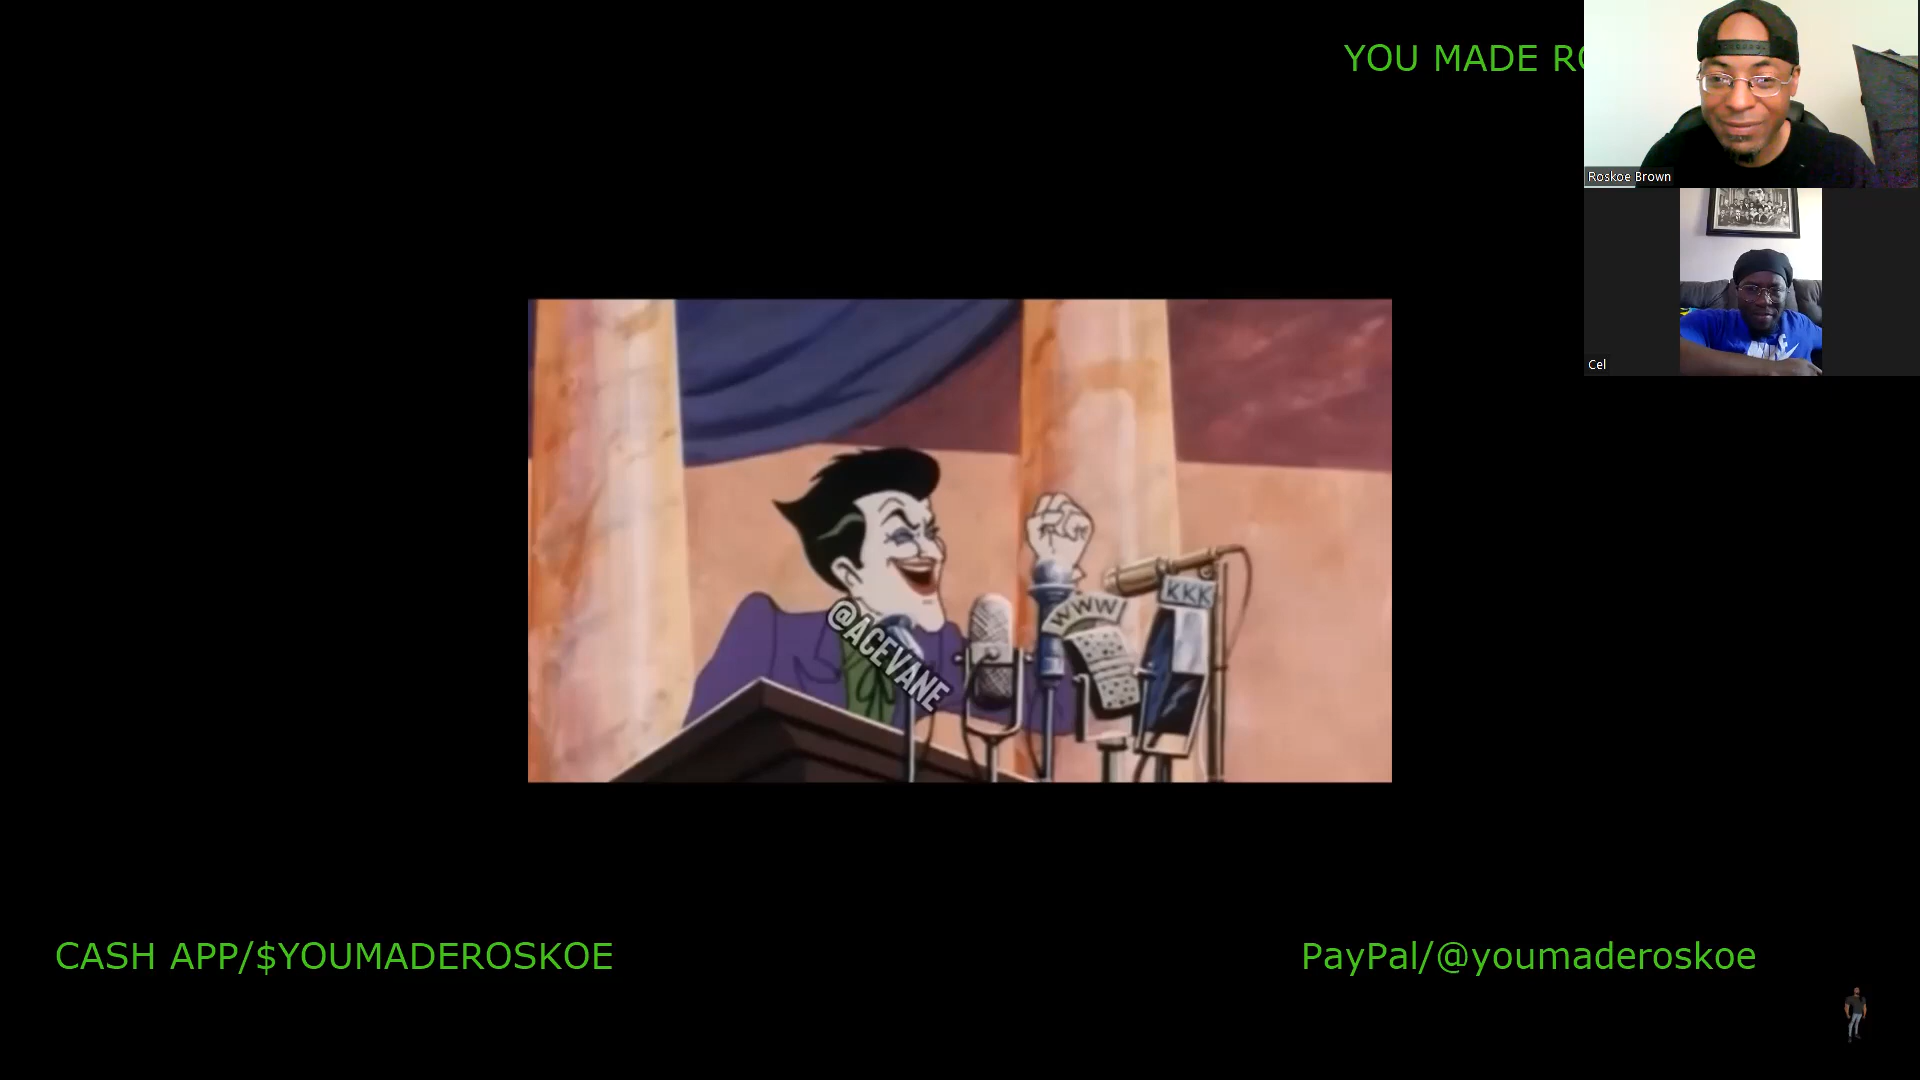 YOU MADE RO
Roskoe Brown
Cel
@ACEVANE
WWW
KKK
CASH APP/$YOUMADEROSKOE
PayPal/@youmaderoskoe